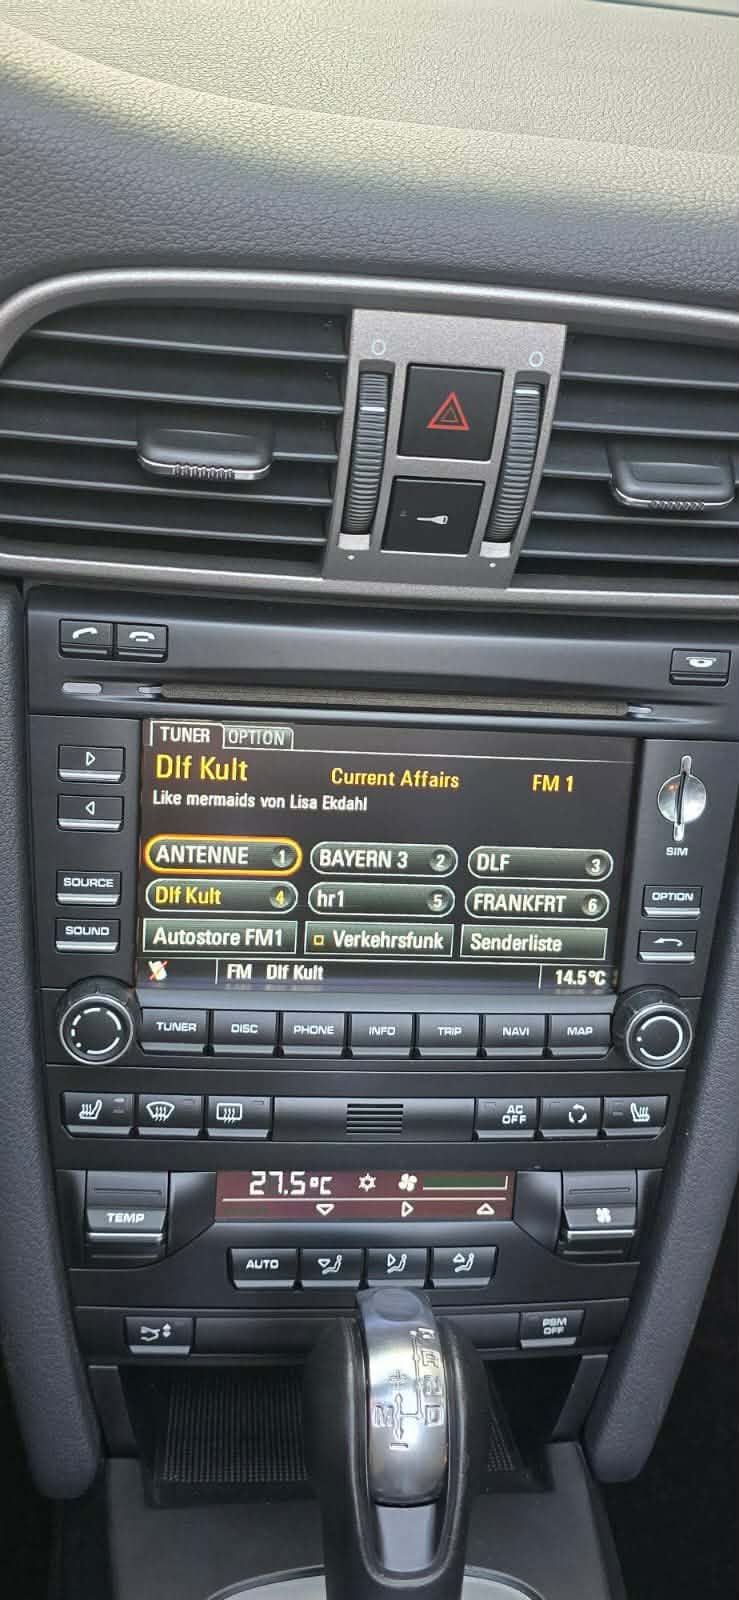 TUNER OPTION
Dlf Kult Current Affairs FM 1
Like mermaids von Lisa Ekdahl
SIM
ANTENNE 1 BAYERN 3 2 DLF 3
SOURCE
Dlf Kult 4 hr1 5 FRANKFRT 6
OPTION
SOUND
Autostore FM1 Verkehrsfunk Senderliste
FM Dlf Kult 14.5°C
TUNER DISC PHONE INFO TRIP NAVI MAP
AC
OFF
27.5°C
TEMP
AUTO
PSM
OFF
P
R
N
D
M
+
-